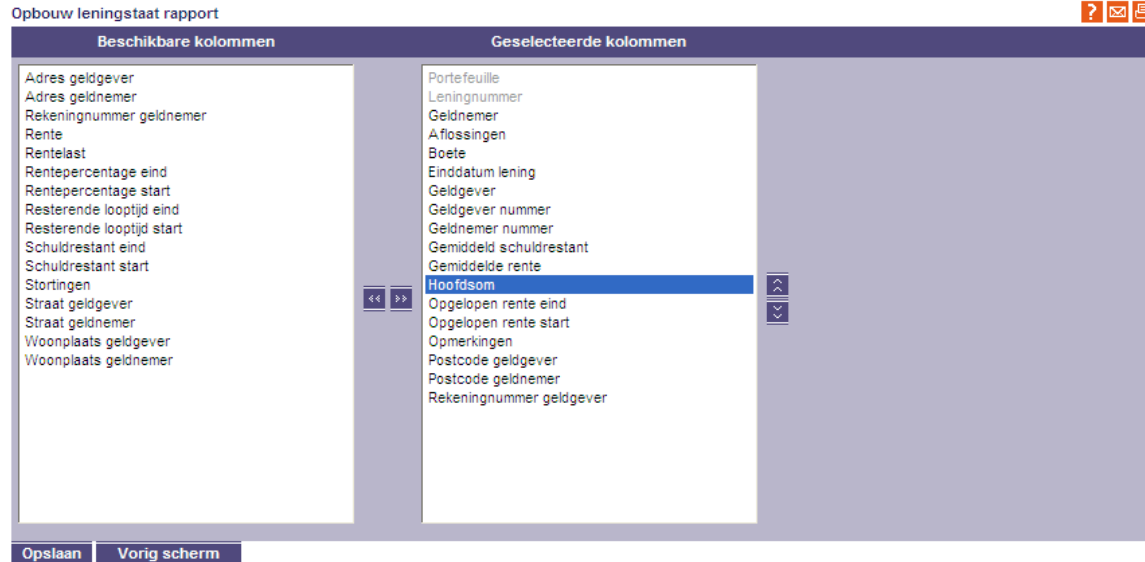 Opbouw leningstaat rapport
?
Beschikbare kolommen
Geselecteerde kolommen
Adres geldgever
Adres geldnemer
Rekeningnummer geldnemer
Rente
Rentelast
Rentepercentage eind
Rentepercentage start
Resterende looptijd eind
Resterende looptijd start
Schuldrestant eind
Schuldrestant start
Stortingen
Straat geldgever
Straat geldnemer
Woonplaats geldgever
Woonplaats geldnemer
Portefeuille
Leningnummer
Geldnemer
Aflossingen
Boete
Einddatum lening
Geldgever
Geldgever nummer
Geldnemer nummer
Gemiddeld schuldrestant
Gemiddelde rente
Hoofdsom
Opgelopen rente eind
Opgelopen rente start
Opmerkingen
Postcode geldgever
Postcode geldnemer
Rekeningnummer geldgever
Opslaan
Vorig scherm